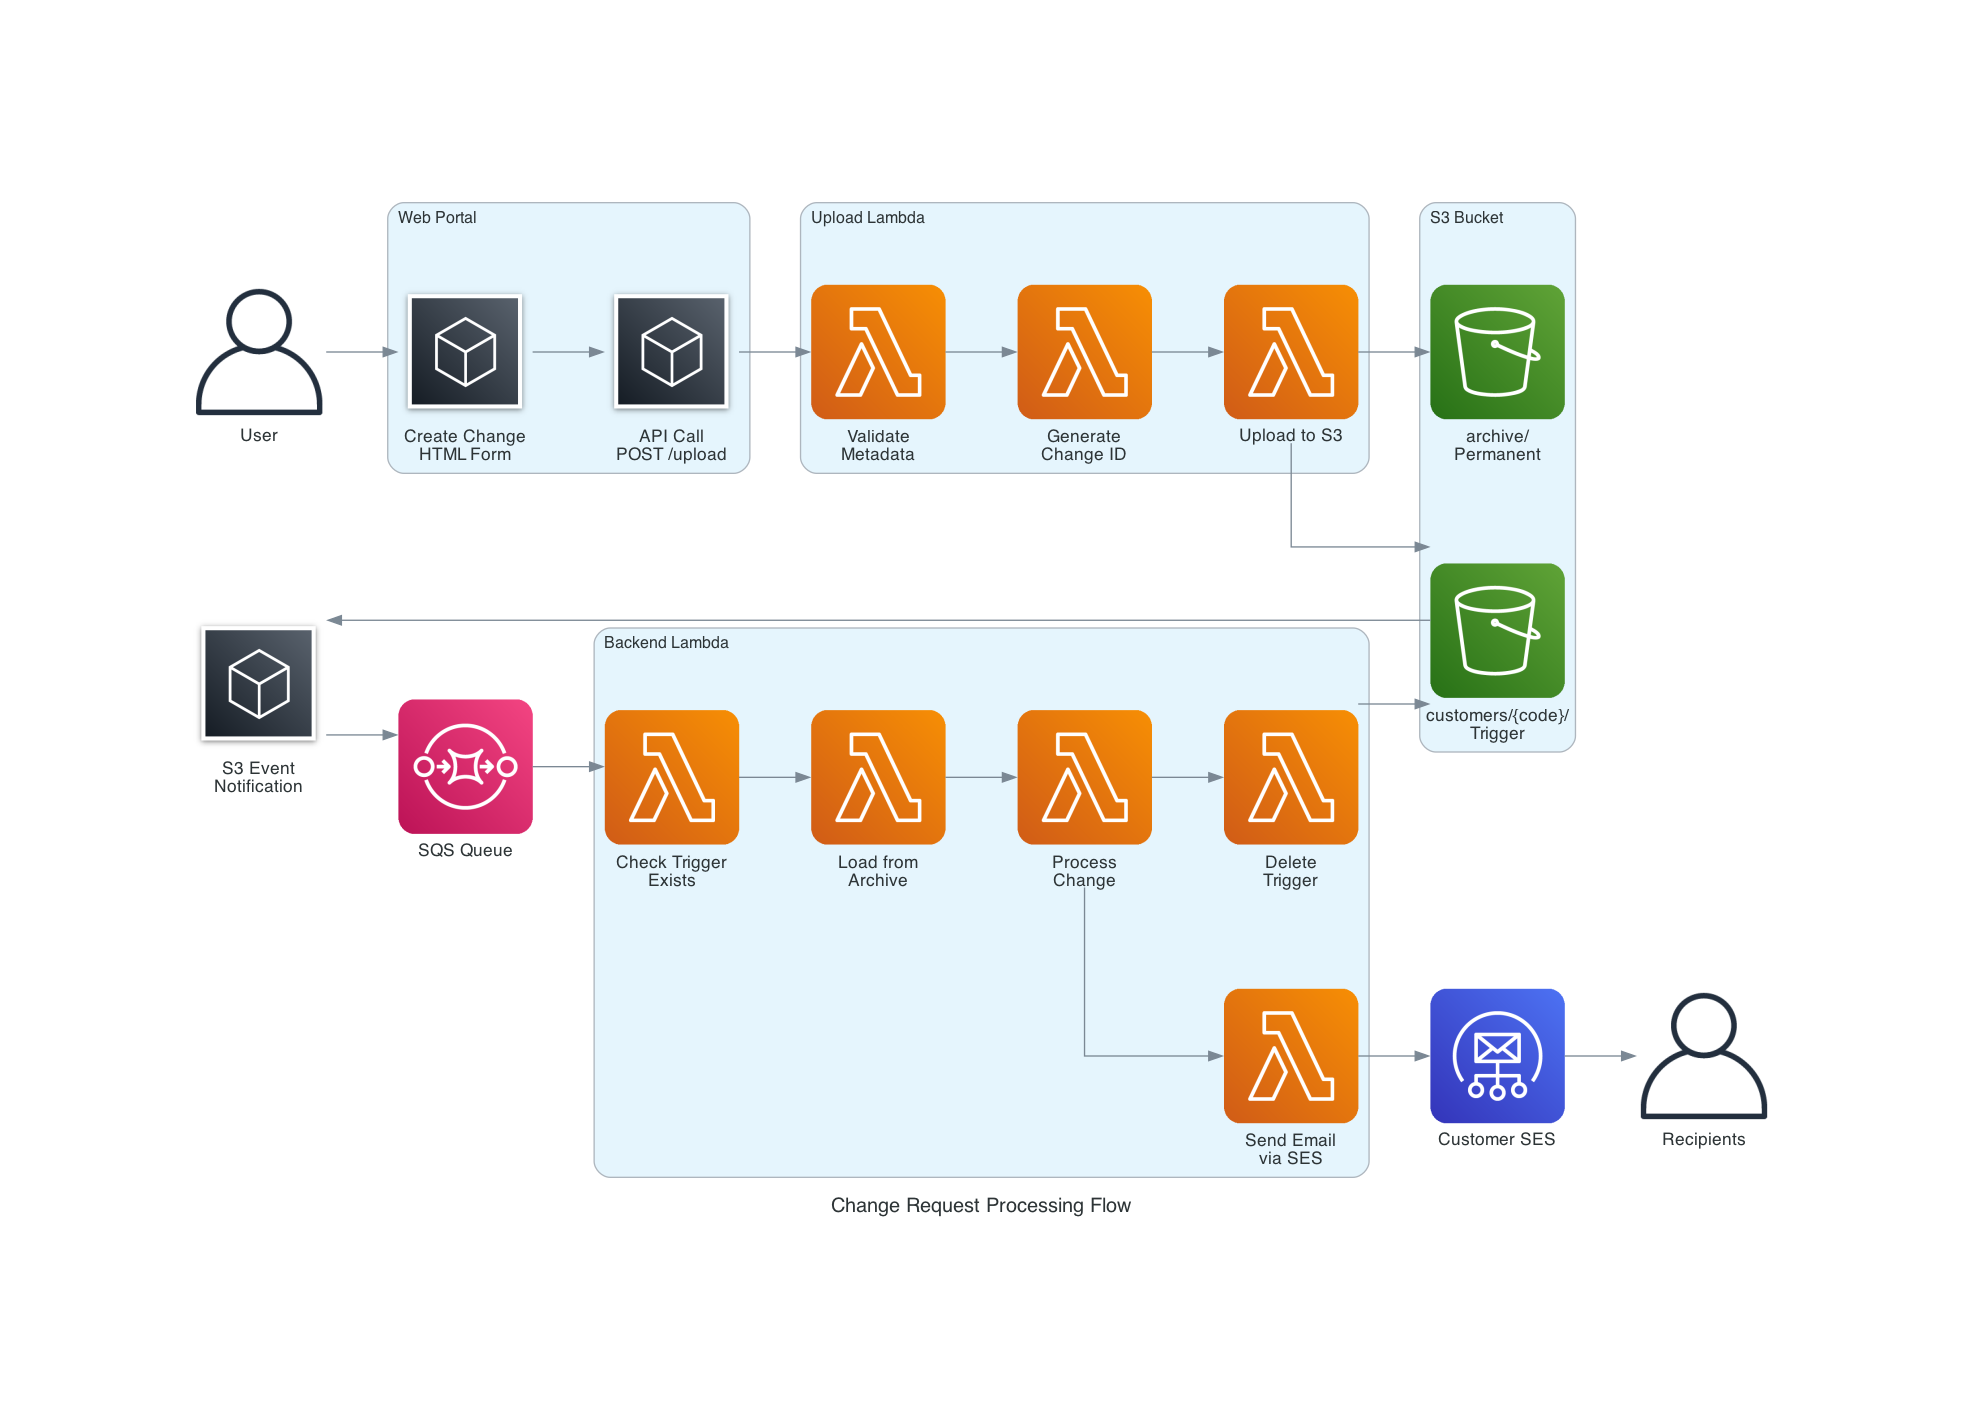 Web Portal
Upload Lambda
S3 Bucket
User
Create Change
HTML Form
API Call
POST /upload
Validate
Metadata
Generate
Change ID
Upload to S3
archive/
Permanent
Backend Lambda
customers/{code}/
Trigger
S3 Event
Notification
SQS Queue
Check Trigger
Exists
Load from
Archive
Process
Change
Delete
Trigger
Send Email
via SES
Customer SES
Recipients
Change Request Processing Flow